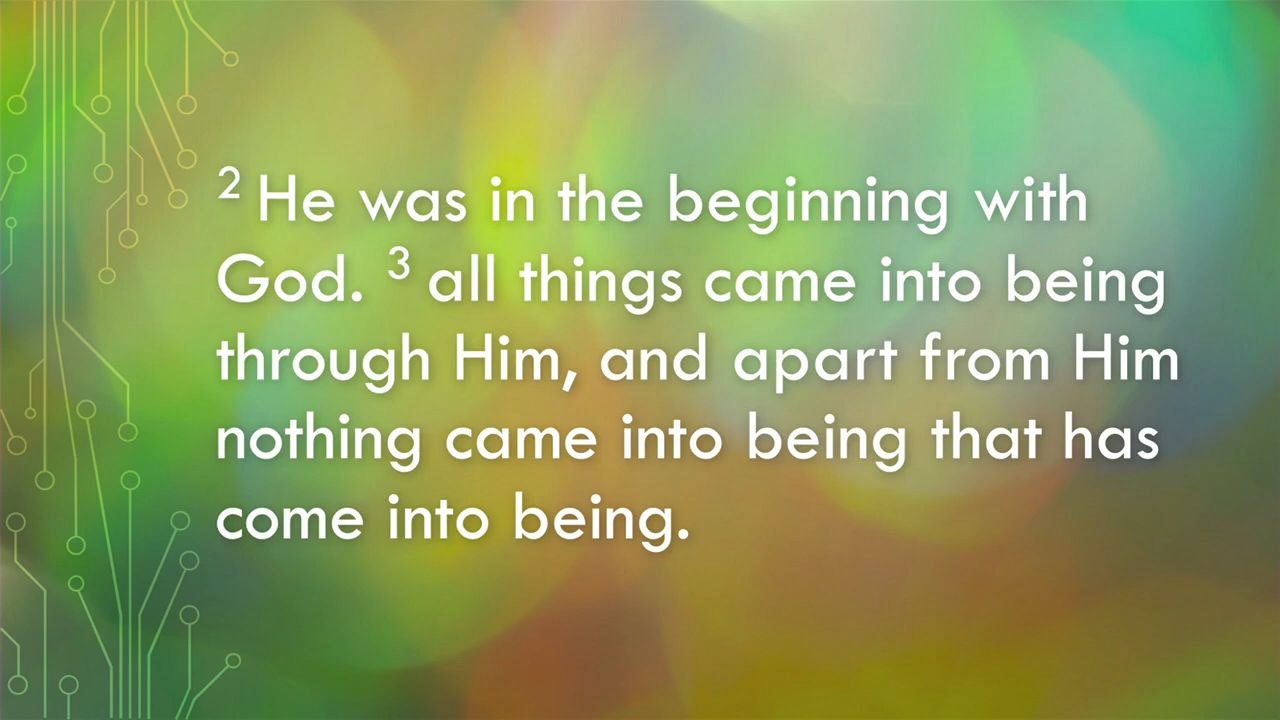 ² He was in the beginning with
God. ³ all things came into being
through Him, and apart from Him
nothing came into being that has
come into being.